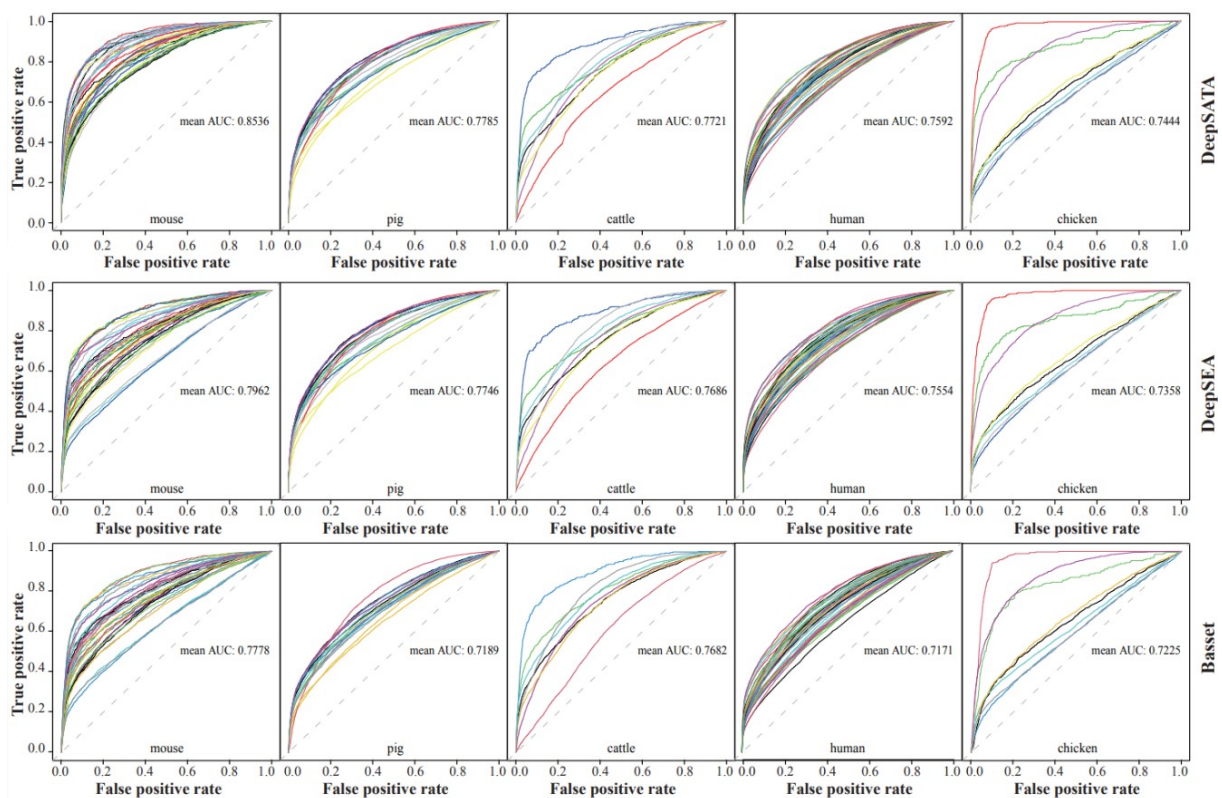 1.0
0.8
0.6
0.4
0.2
0.0
True positive rate
mean AUC: 0.8536
mouse
mean AUC: 0.7785
pig
mean AUC: 0.7721
cattle
mean AUC: 0.7592
human
mean AUC: 0.7444
chicken
DeepSATA
0.0 0.2 0.4 0.6 0.8 1.0 0.0 0.2 0.4 0.6 0.8 1.0 0.0 0.2 0.4 0.6 0.8 1.0 0.0 0.2 0.4 0.6 0.8 1.0 0.0 0.2 0.4 0.6 0.8 1.0
False positive rate False positive rate False positive rate False positive rate False positive rate
1.0
0.8
0.6
0.4
0.2
0.0
True positive rate
mean AUC: 0.7962
mouse
mean AUC: 0.7746
pig
mean AUC: 0.7686
cattle
mean AUC: 0.7554
human
mean AUC: 0.7358
chicken
DeepSEA
0.0 0.2 0.4 0.6 0.8 1.0 0.0 0.2 0.4 0.6 0.8 1.0 0.0 0.2 0.4 0.6 0.8 1.0 0.0 0.2 0.4 0.6 0.8 1.0 0.0 0.2 0.4 0.6 0.8 1.0
False positive rate False positive rate False positive rate False positive rate False positive rate
1.0
0.8
0.6
0.4
0.2
0.0
True positive rate
mean AUC: 0.7778
mouse
mean AUC: 0.7189
pig
mean AUC: 0.7682
cattle
mean AUC: 0.7171
human
mean AUC: 0.7225
chicken
Basset
0.0 0.2 0.4 0.6 0.8 1.0 0.0 0.2 0.4 0.6 0.8 1.0 0.0 0.2 0.4 0.6 0.8 1.0 0.0 0.2 0.4 0.6 0.8 1.0 0.0 0.2 0.4 0.6 0.8 1.0
False positive rate False positive rate False positive rate False positive rate False positive rate